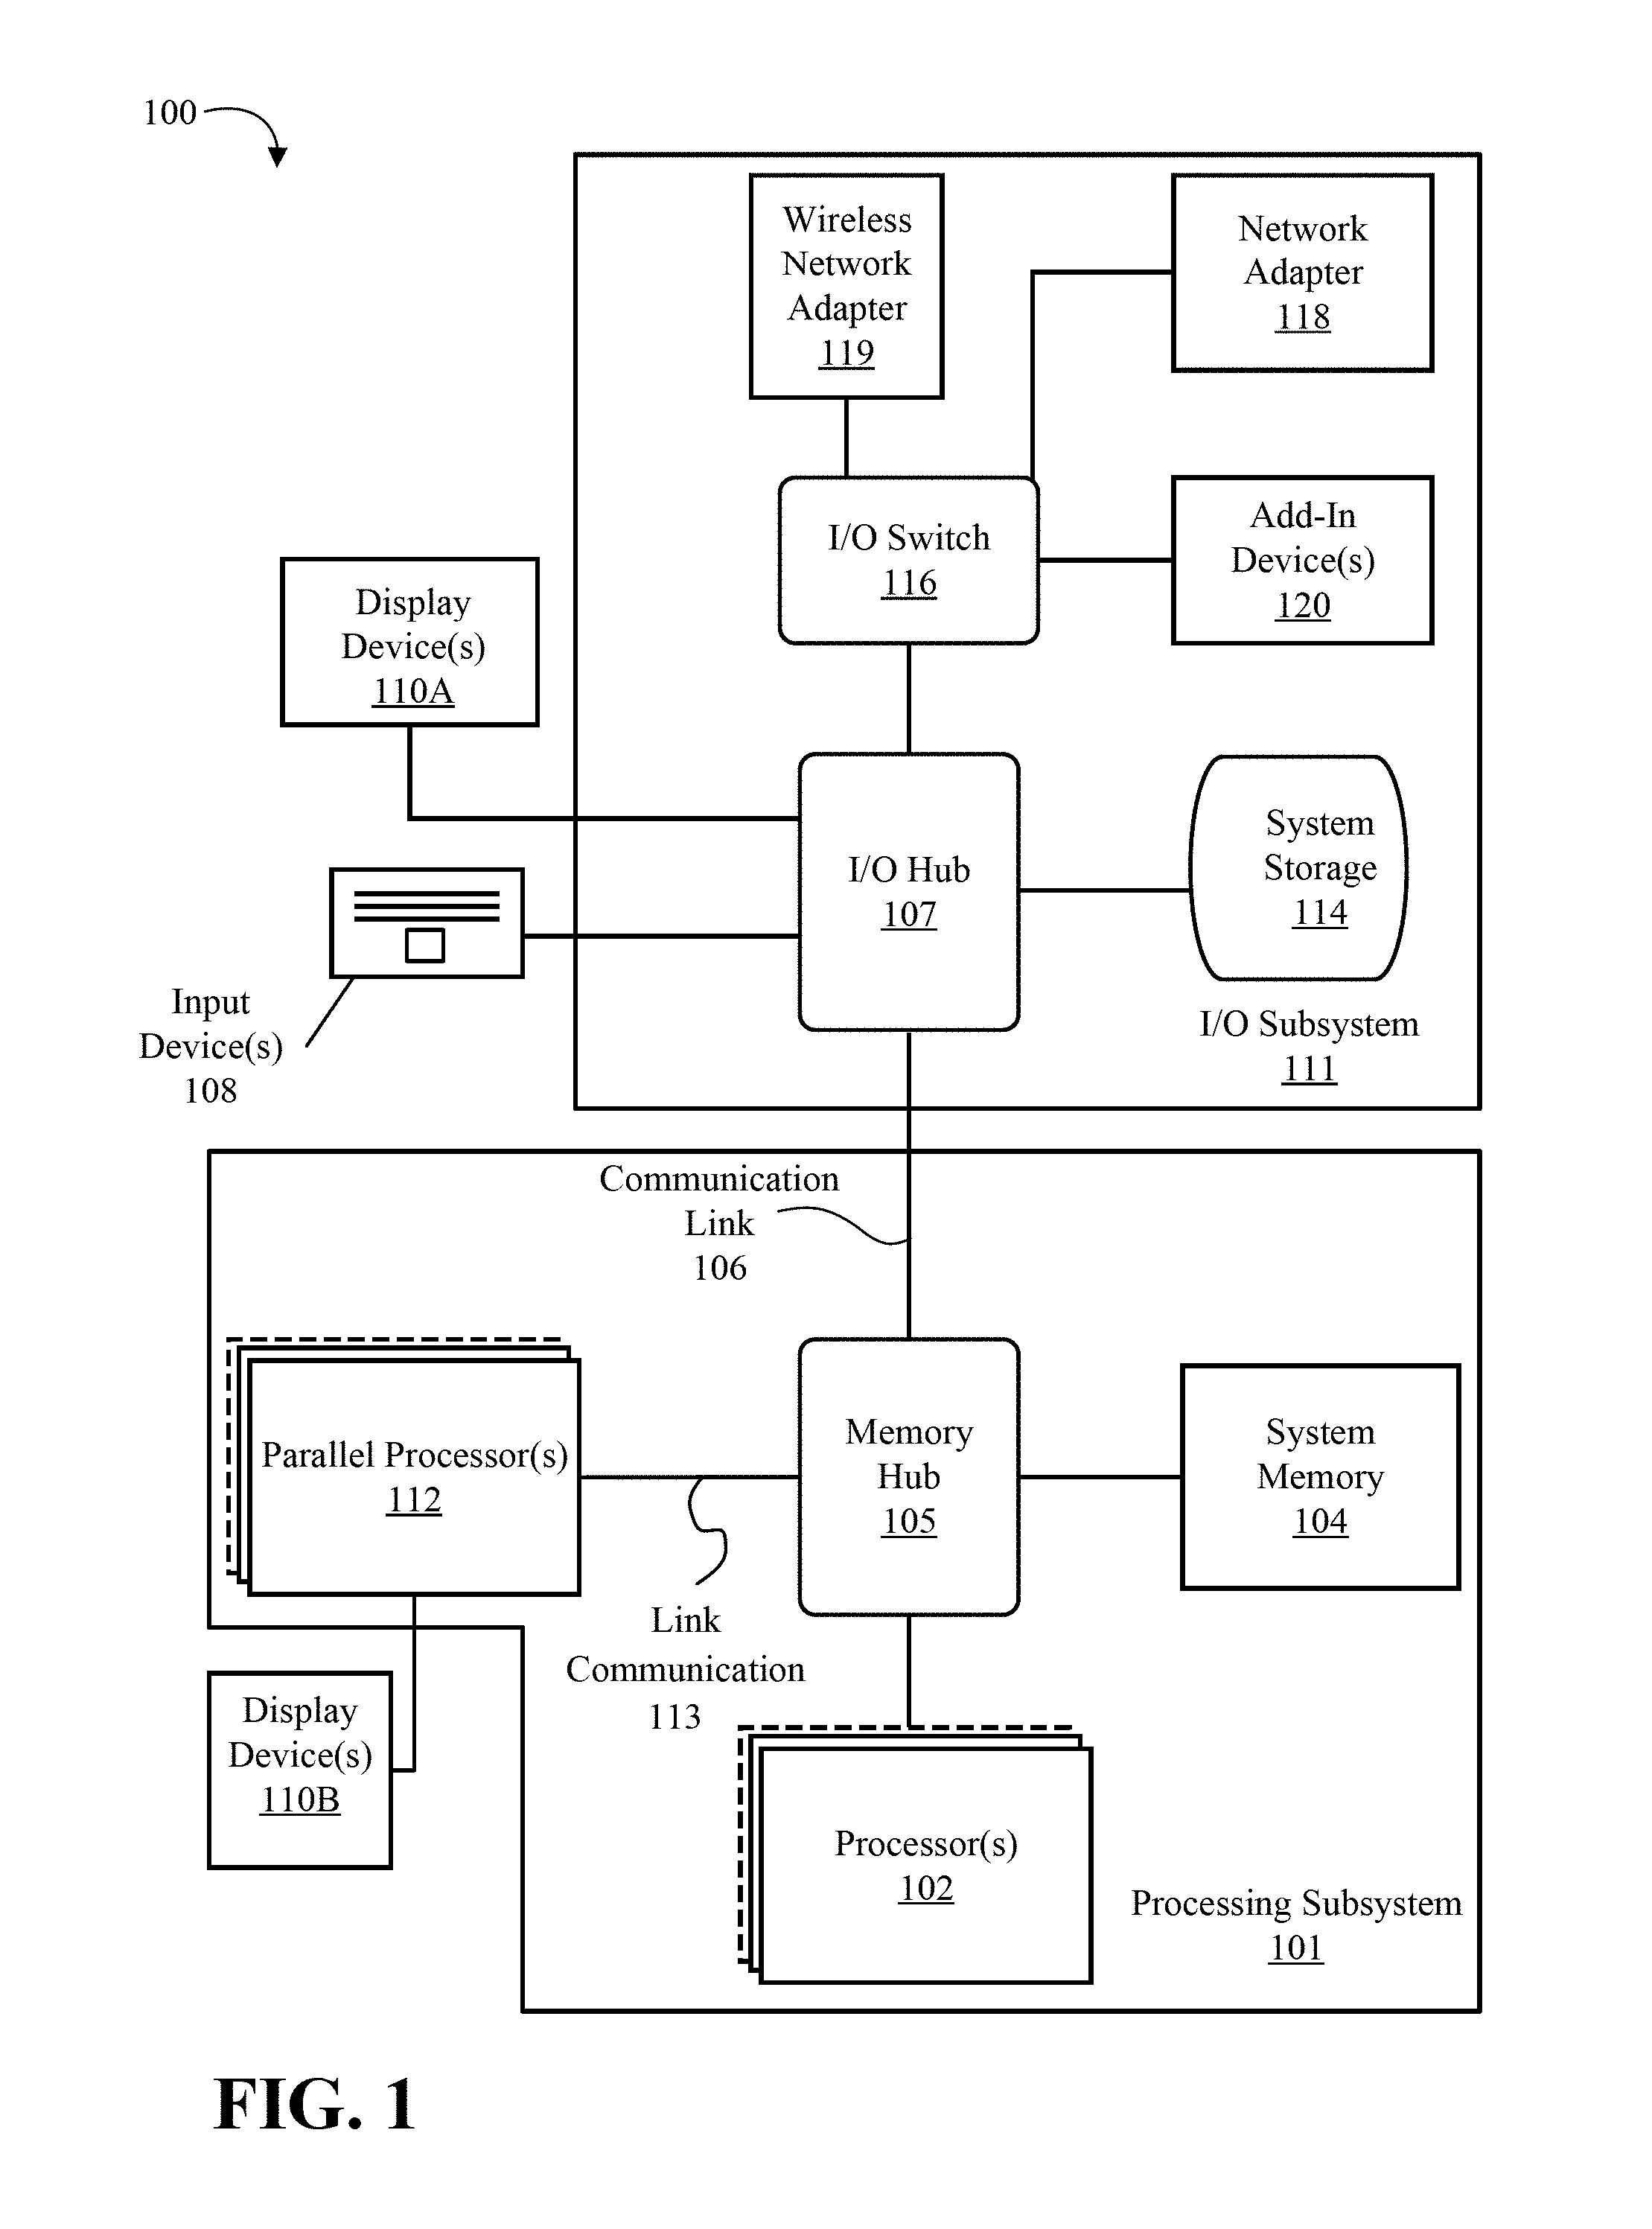 100
Wireless
Network
Adapter
119
Network
Adapter
118
I/O Switch
116
Add-In
Device(s)
120
Display
Device(s)
110A
I/O Hub
107
System
Storage
114
Input
Device(s)
108
I/O Subsystem
111
Communication
Link
106
Parallel Processor(s)
112
Memory
Hub
105
System
Memory
104
Link
Communication
113
Display
Device(s)
110B
Processor(s)
102
Processing Subsystem
101
FIG. 1